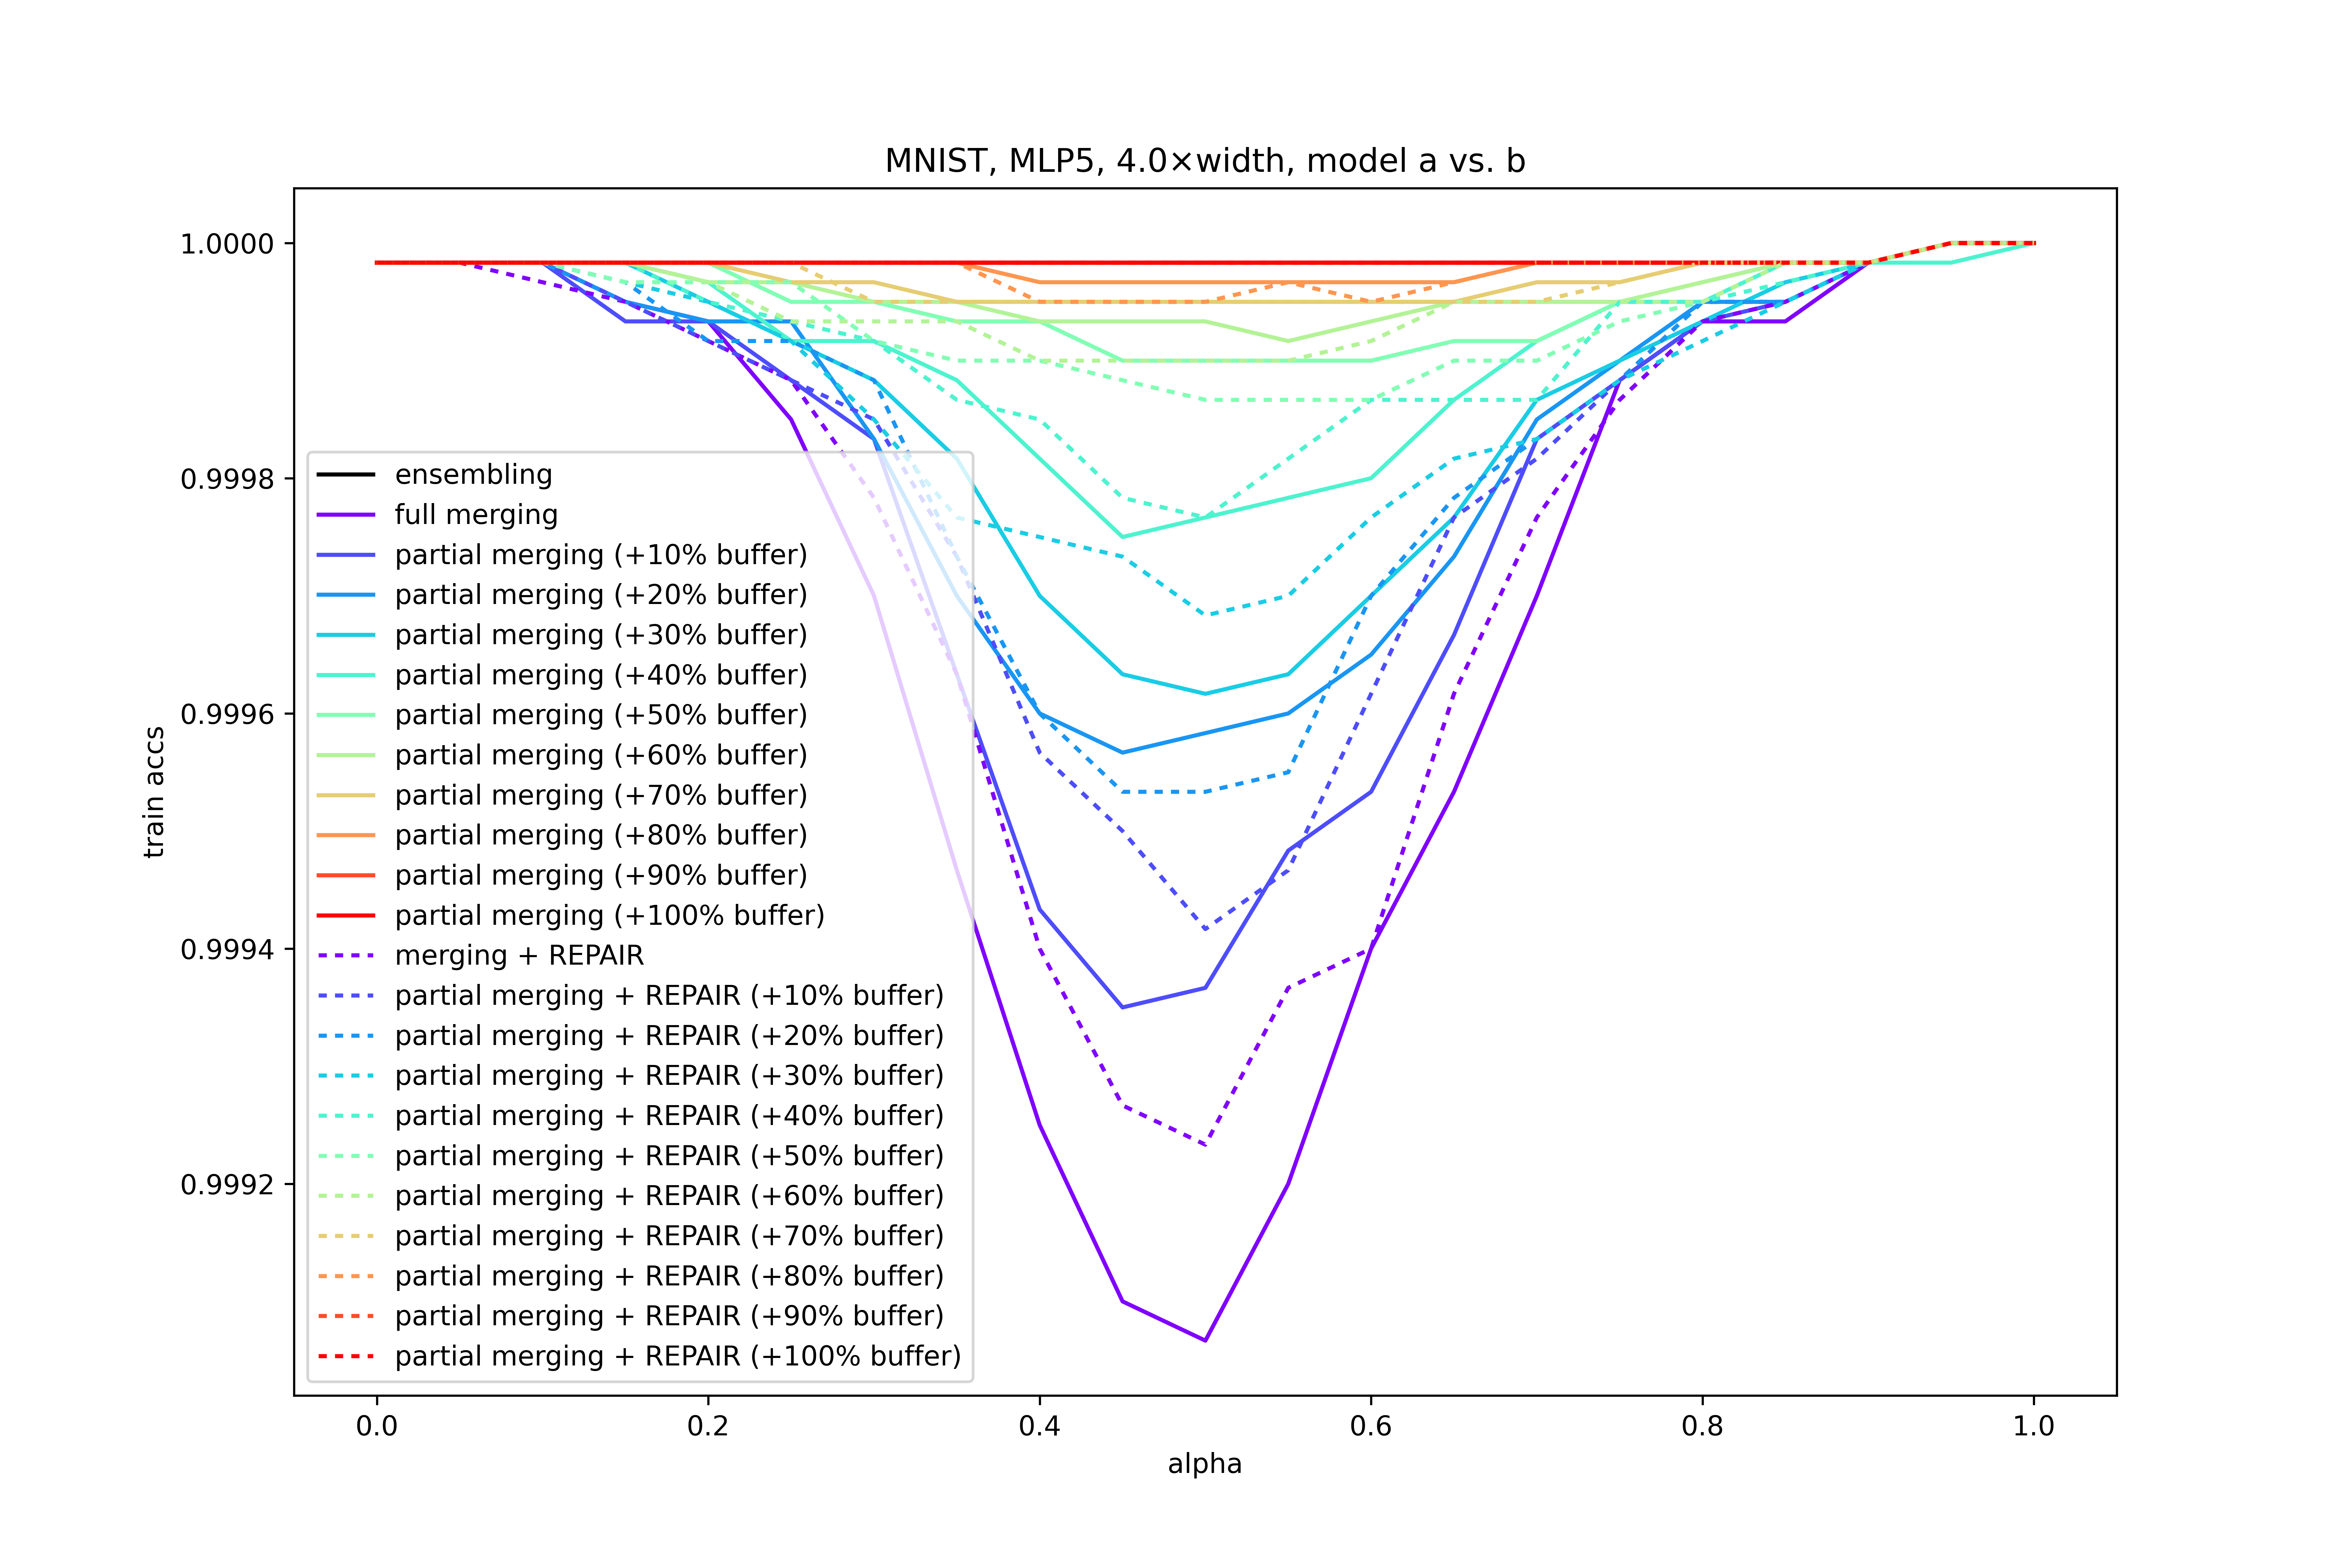 MNIST, MLP5, 4.0×width, model a vs. b
train accs
1.0000
0.9998
0.9996
0.9994
0.9992
ensembling
full merging
partial merging (+10% buffer)
partial merging (+20% buffer)
partial merging (+30% buffer)
partial merging (+40% buffer)
partial merging (+50% buffer)
partial merging (+60% buffer)
partial merging (+70% buffer)
partial merging (+80% buffer)
partial merging (+90% buffer)
partial merging (+100% buffer)
merging + REPAIR
partial merging + REPAIR (+10% buffer)
partial merging + REPAIR (+20% buffer)
partial merging + REPAIR (+30% buffer)
partial merging + REPAIR (+40% buffer)
partial merging + REPAIR (+50% buffer)
partial merging + REPAIR (+60% buffer)
partial merging + REPAIR (+70% buffer)
partial merging + REPAIR (+80% buffer)
partial merging + REPAIR (+90% buffer)
partial merging + REPAIR (+100% buffer)
0.0 0.2 0.4 0.6 0.8 1.0
alpha